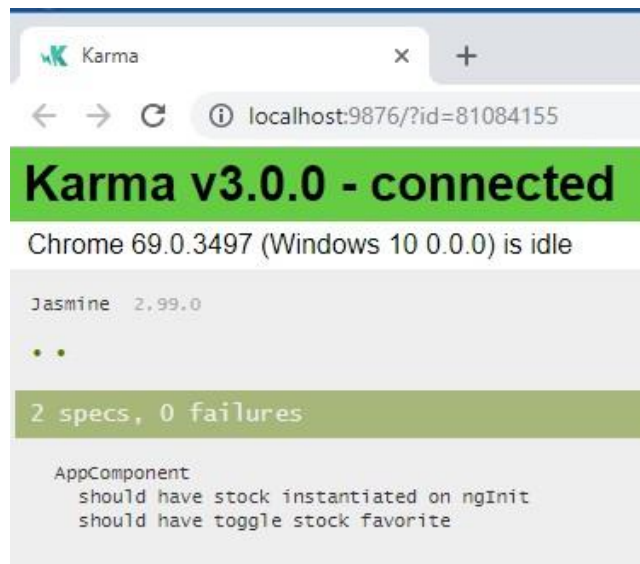 Karma
localhost:9876/?id=81084155
Karma v3.0.0 - connected
Chrome 69.0.3497 (Windows 10 0.0.0) is idle
Jasmine 2.99.0
• •
2 specs, 0 failures
AppComponent
should have stock instantiated on ngInit
should have toggle stock favorite